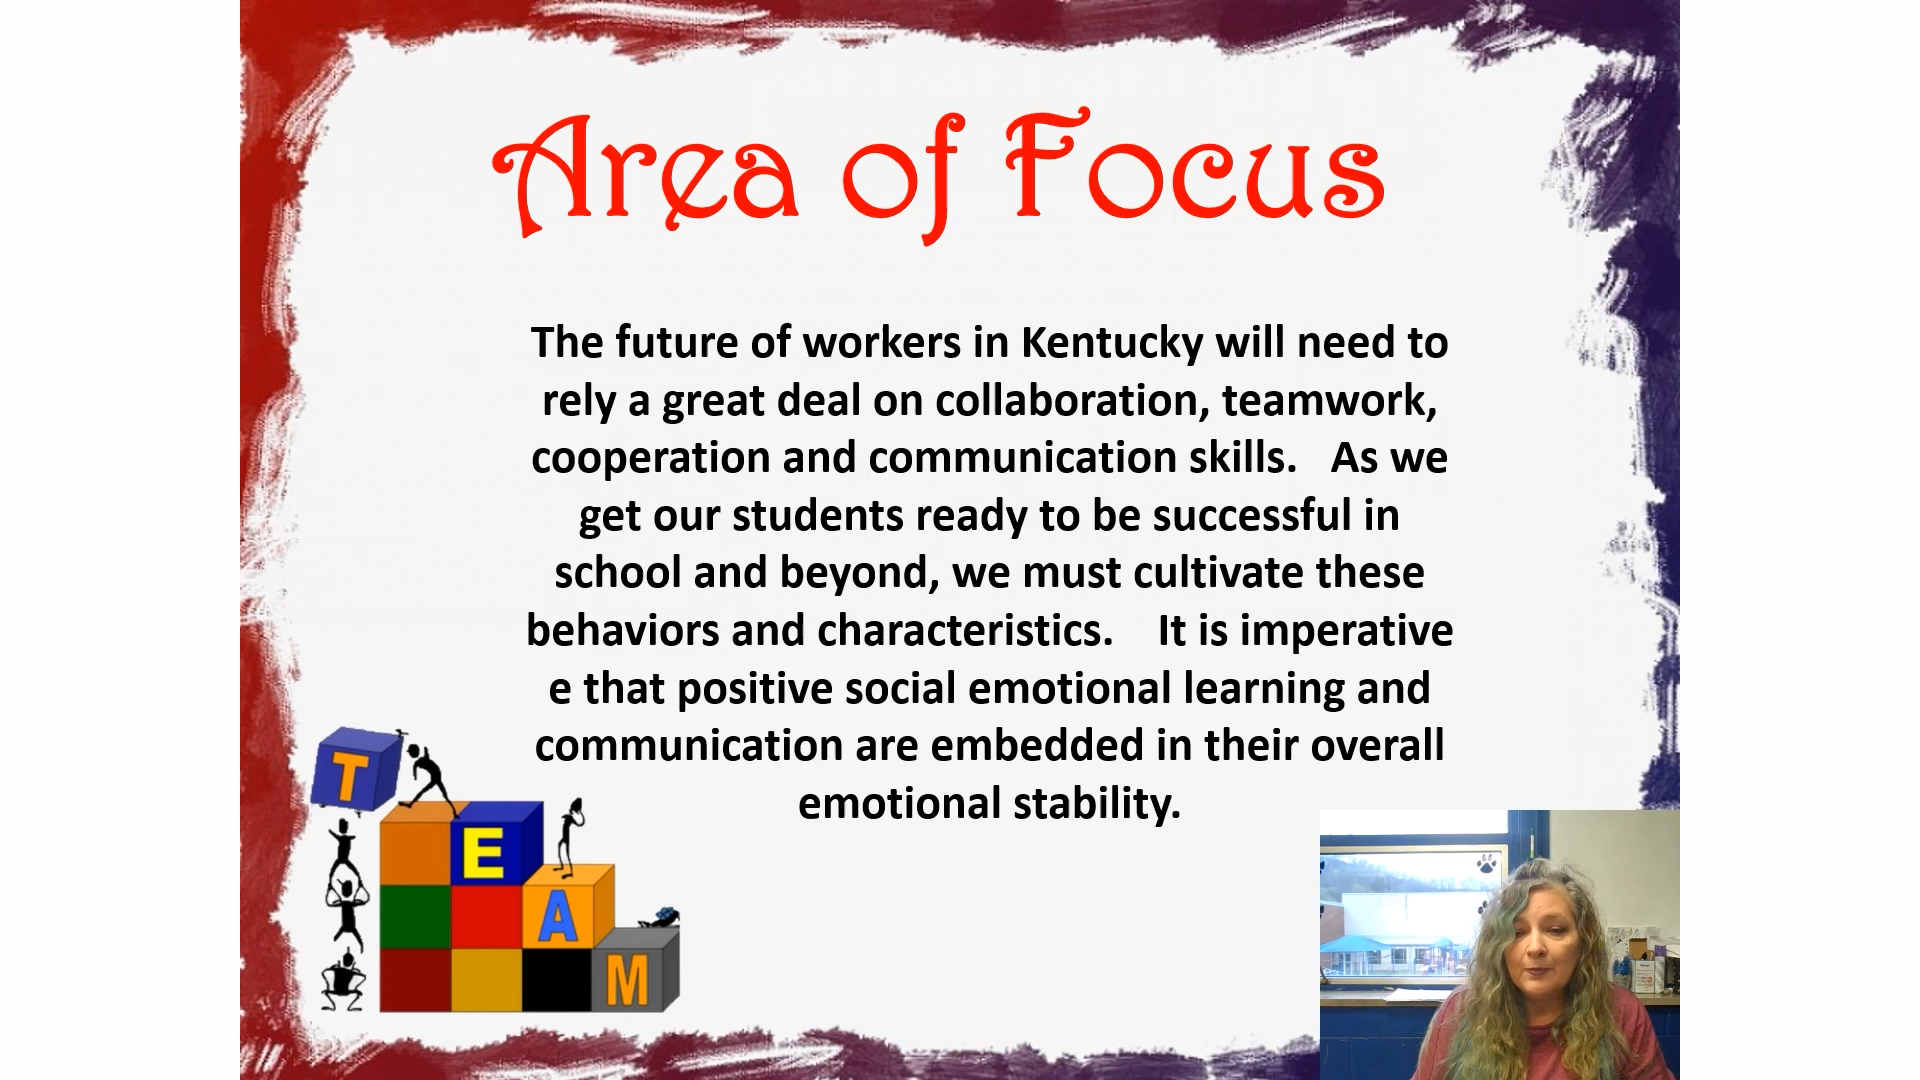 Area of Focus
The future of workers in Kentucky will need to
rely a great deal on collaboration, teamwork,
cooperation and communication skills.   As we
get our students ready to be successful in
school and beyond, we must cultivate these
behaviors and characteristics.    It is imperative
e that positive social emotional learning and
communication are embedded in their overall
emotional stability.
T
E
A
M